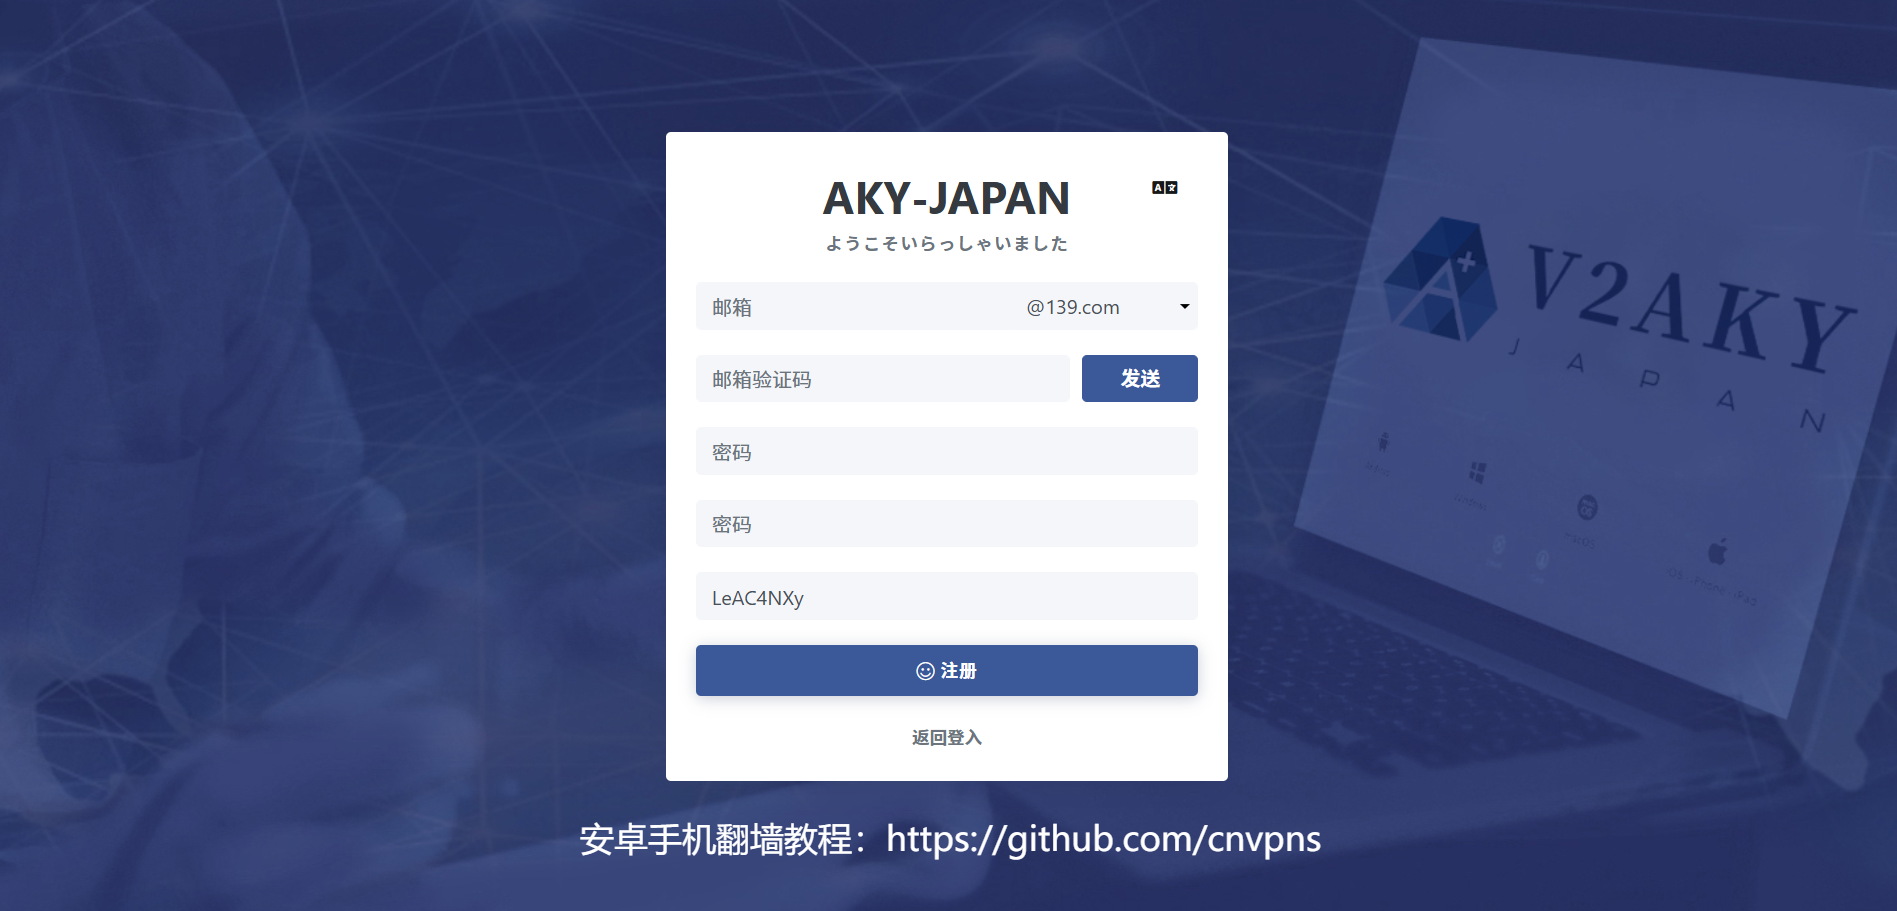 AKY-JAPAN
ようこそいらっしゃいました
邮箱
@139.com
邮箱验证码
发送
密码
密码
LeAC4NXy
注册
返回登入
V2AKY
JAPAN
安卓手机翻墙教程：https://github.com/cnvpns